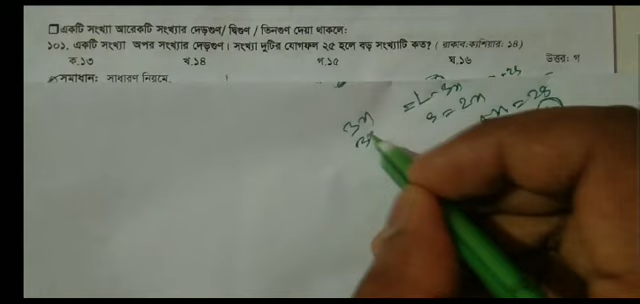 □একটি সংখ্যা আরেকটি সংখ্যার দেড়গুণ/ দ্বিগুণ / তিনগুণ দেয়া থাকলে:
১০১. একটি সংখ্যা অপর সংখ্যার দেড়গুণ। সংখ্যা দুটির যোগফল ২৫ হলে বড় সংখ্যাটি কত? ( রাকাব:ক্যাশিয়ার: ১৪)
ক.১৩ খ.১৪ গ.১৫ ঘ.১৬ উত্তর: গ
সমাধান: সাধারণ নিয়মে,